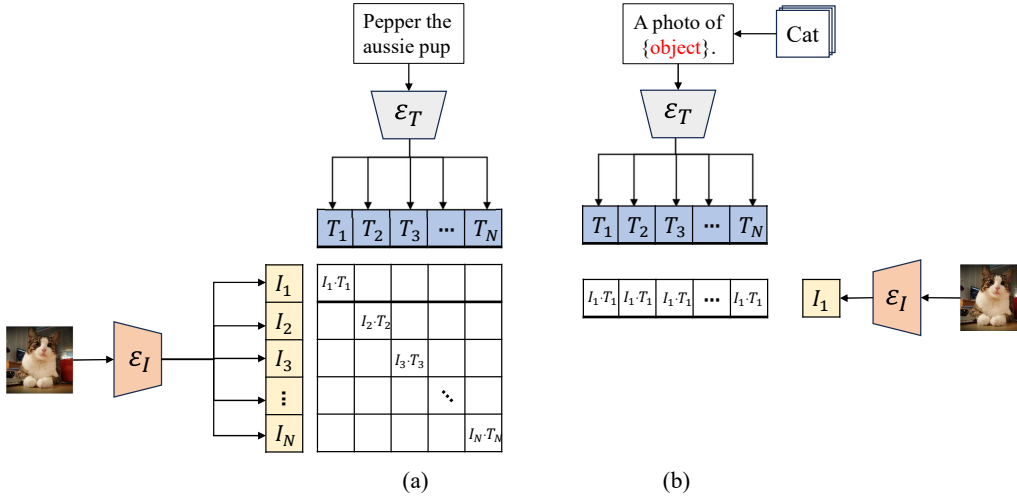 Pepper the
aussie pup
ε_T
T_1 T_2 T_3 ⋯ T_N
I_1
I_2
I_3
⋮
I_N
I_1·T_1
I_2·T_2
I_3·T_3
⋱
I_N·T_N
ε_I
(a)
A photo of
{object}.
Cat
ε_T
T_1 T_2 T_3 ⋯ T_N
I_1·T_1 I_1·T_1 I_1·T_1 ⋯ I_1·T_1
I_1
ε_I
(b)